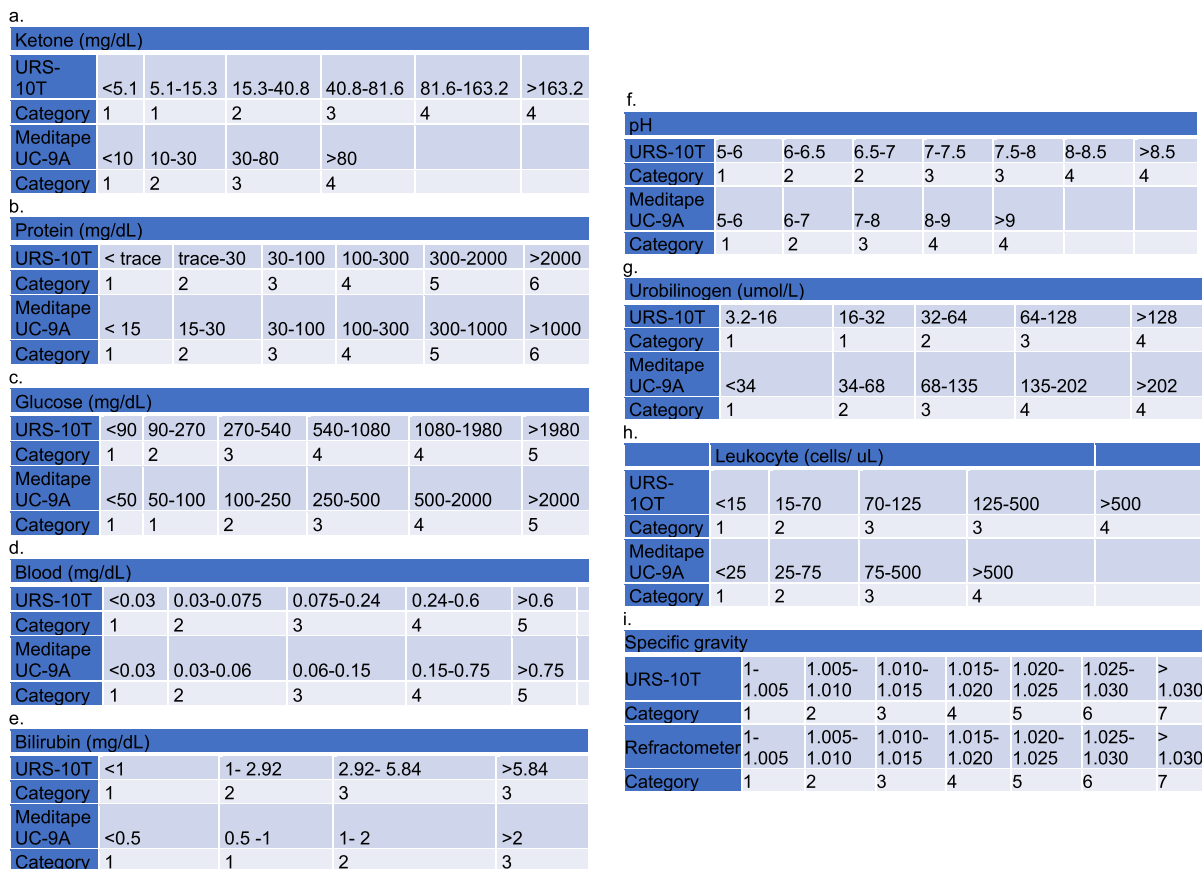 a.
Ketone (mg/dL)
URS-
10T <5.1 5.1-15.3 15.3-40.8 40.8-81.6 81.6-163.2 >163.2
Category 1 1 2 3 4 4
Meditape
UC-9A <10 10-30 30-80 >80
Category 1 2 3 4
b.
Protein (mg/dL)
URS-10T < trace trace-30 30-100 100-300 300-2000 >2000
Category 1 2 3 4 5 6
Meditape
UC-9A < 15 15-30 30-100 100-300 300-1000 >1000
Category 1 2 3 4 5 6
c.
Glucose (mg/dL)
URS-10T <90 90-270 270-540 540-1080 1080-1980 >1980
Category 1 2 3 4 4 5
Meditape
UC-9A <50 50-100 100-250 250-500 500-2000 >2000
Category 1 1 2 3 4 5
d.
Blood (mg/dL)
URS-10T <0.03 0.03-0.075 0.075-0.24 0.24-0.6 >0.6
Category 1 2 3 4 5
Meditape
UC-9A <0.03 0.03-0.06 0.06-0.15 0.15-0.75 >0.75
Category 1 2 3 4 5
e.
Bilirubin (mg/dL)
URS-10T <1 1- 2.92 2.92- 5.84 >5.84
Category 1 2 3 3
Meditape
UC-9A <0.5 0.5 -1 1- 2 >2
Category 1 1 2 3
f.
pH
URS-10T 5-6 6-6.5 6.5-7 7-7.5 7.5-8 8-8.5 >8.5
Category 1 2 2 3 3 4 4
Meditape
UC-9A 5-6 6-7 7-8 8-9 >9
Category 1 2 3 4 4
g.
Urobilinogen (umol/L)
URS-10T 3.2-16 16-32 32-64 64-128 >128
Category 1 1 2 3 4
Meditape
UC-9A <34 34-68 68-135 135-202 >202
Category 1 2 3 4 4
h.
Leukocyte (cells/ uL)
URS-
1OT <15 15-70 70-125 125-500 >500
Category 1 2 3 3 4
Meditape
UC-9A <25 25-75 75-500 >500
Category 1 2 3 4
i.
Specific gravity
1- 1.005- 1.010- 1.015- 1.020- 1.025- >
URS-10T 1.005 1.010 1.015 1.020 1.025 1.030 1.030
Category 1 2 3 4 5 6 7
1- 1.005- 1.010- 1.015- 1.020- 1.025- >
Refractometer 1.005 1.010 1.015 1.020 1.025 1.030 1.030
Category 1 2 3 4 5 6 7